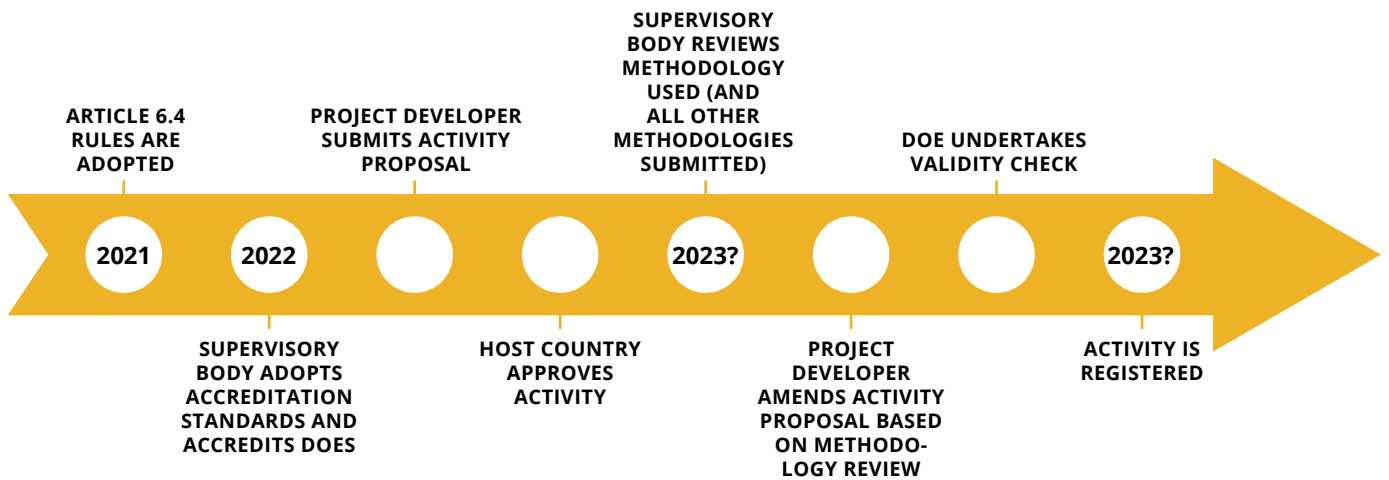 ARTICLE 6.4
RULES ARE
ADOPTED
2021
2022
SUPERVISORY
BODY ADOPTS
ACCREDITATION
STANDARDS AND
ACCREDITS DOES
PROJECT DEVELOPER
SUBMITS ACTIVITY
PROPOSAL
HOST COUNTRY
APPROVES
ACTIVITY
SUPERVISORY
BODY REVIEWS
METHODOLOGY
USED (AND
ALL OTHER
METHODOLOGIES
SUBMITTED)
2023?
PROJECT
DEVELOPER
AMENDS ACTIVITY
PROPOSAL BASED
ON METHODO-
LOGY REVIEW
DOE UNDERTAKES
VALIDITY CHECK
2023?
ACTIVITY IS
REGISTERED